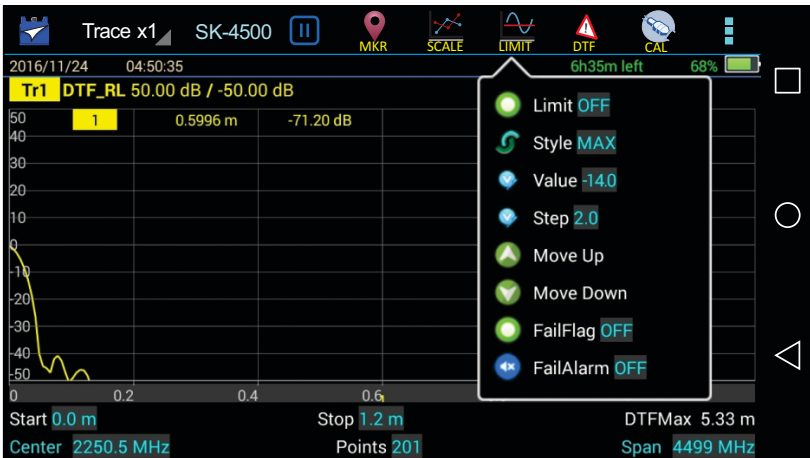 Trace x1 SK-4500 MKR SCALE LIMIT DTF CAL
2016/11/24 04:50:35 6h35m left 68%
Tr1 DTF_RL 50.00 dB / -50.00 dB
50 1 0.5996 m -71.20 dB
40
30
20
10
0
-10
-20
-30
-40
-50
0 0.2 0.4 0.6
Limit OFF
Style MAX
Value -14.0
Step 2.0
Move Up
Move Down
FailFlag OFF
FailAlarm OFF
Start 0.0 m Stop 1.2 m DTFMax 5.33 m
Center 2250.5 MHz Points 201 Span 4499 MHz